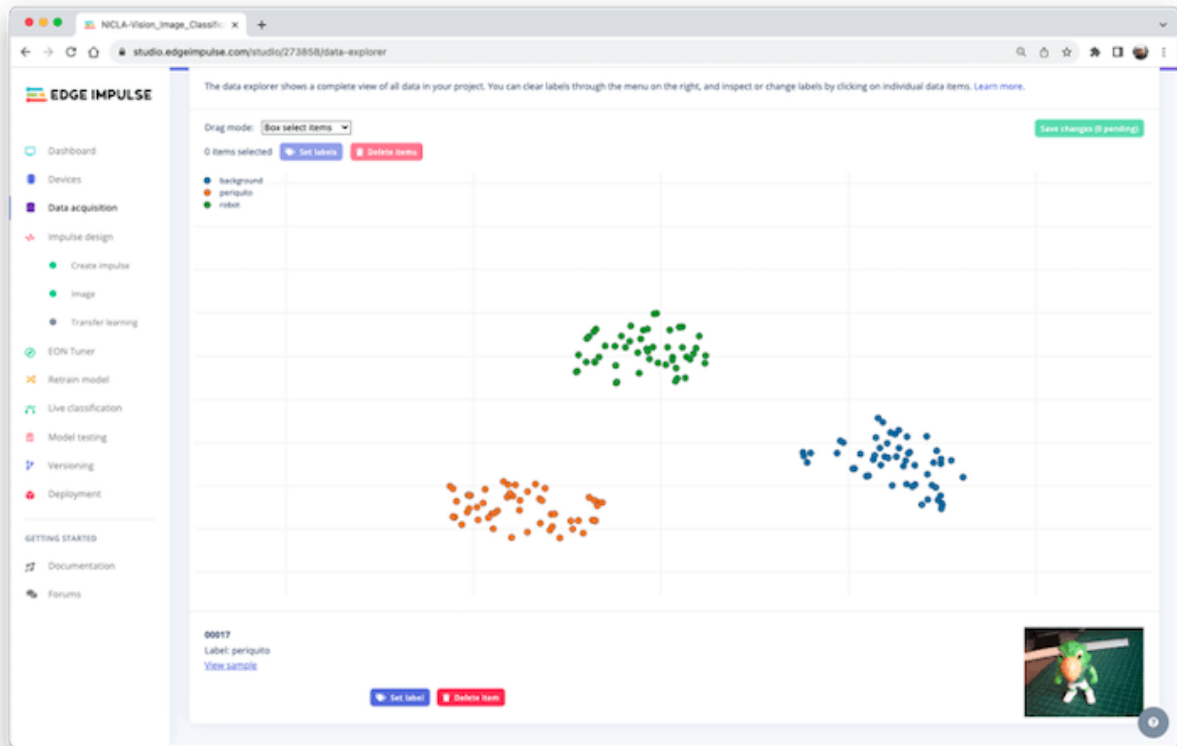 NICLA-Vision_Image_Classific
studio.edgeimpulse.com/studio/273858/data-explorer
EDGE IMPULSE
The data explorer shows a complete view of all data in your project. You can clear labels through the menu on the right, and inspect or change labels by clicking on individual data items. Learn more.
Drag mode: Box select items
Save changes (0 pending)
0 items selected Set labels Delete items
background
periquito
robot
Dashboard
Devices
Data acquisition
Impulse design
Create impulse
Image
Transfer learning
EON Tuner
Retrain model
Live classification
Model testing
Versioning
Deployment
GETTING STARTED
Documentation
Forums
00017
Label: periquito
View sample
Set label Delete item